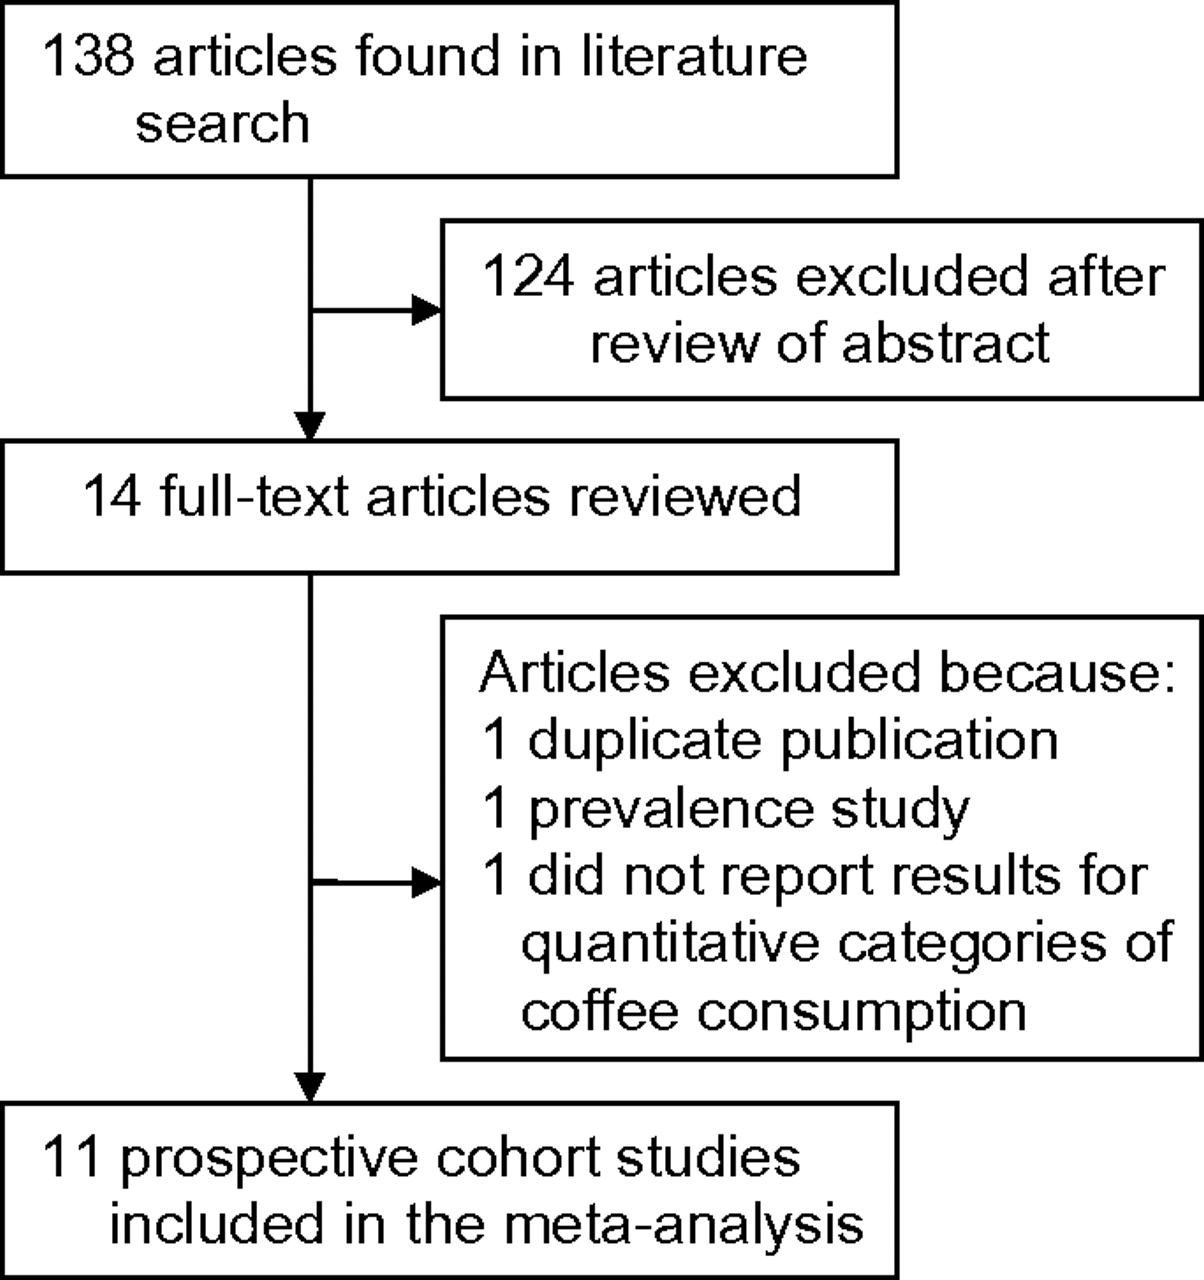 138 articles found in literature
search
124 articles excluded after
review of abstract
14 full-text articles reviewed
Articles excluded because:
1 duplicate publication
1 prevalence study
1 did not report results for
quantitative categories of
coffee consumption
11 prospective cohort studies
included in the meta-analysis